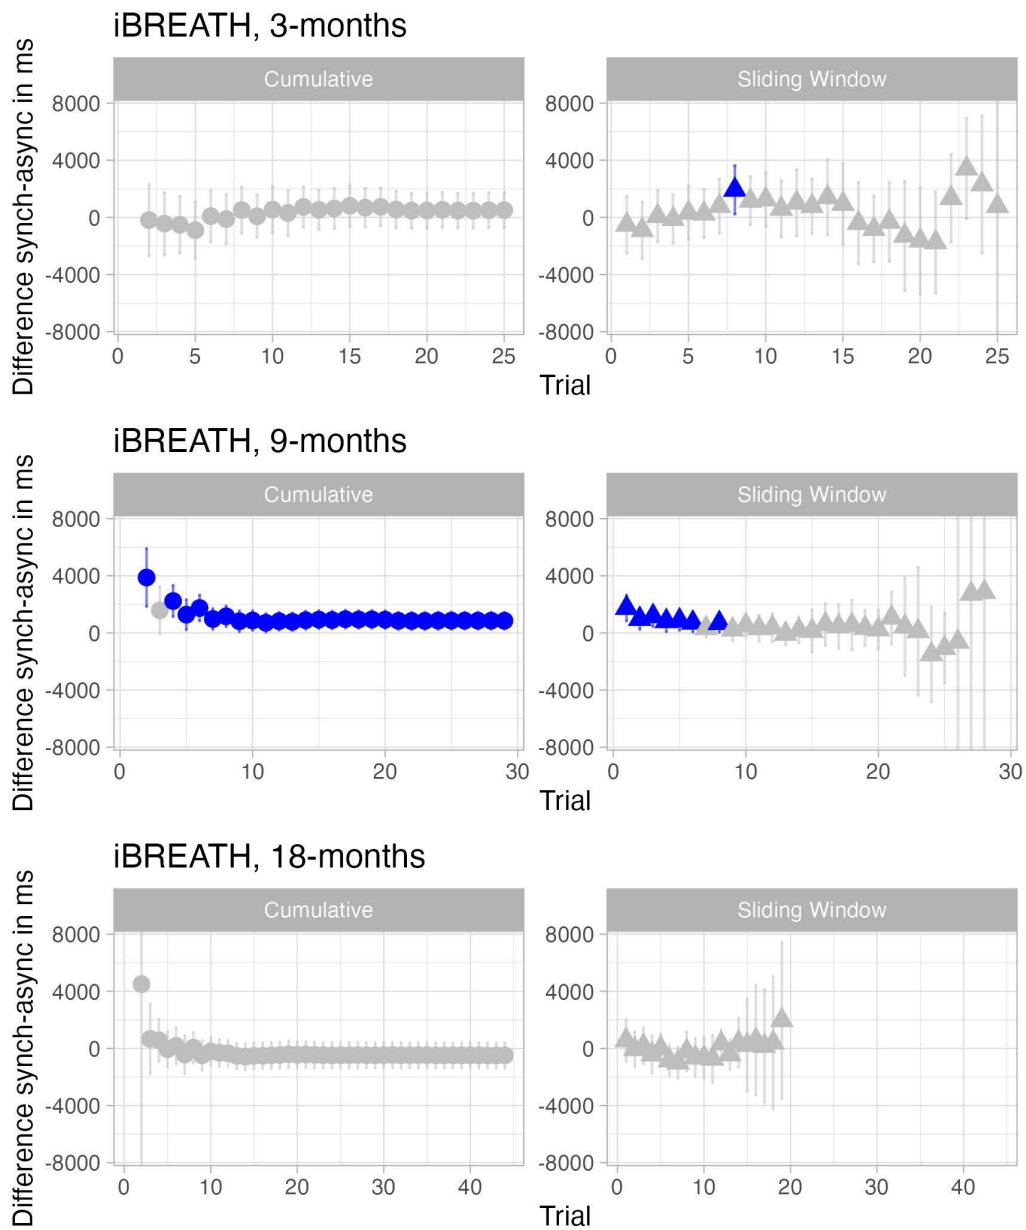 iBREATH, 3-months
Difference synch-async in ms
Cumulative
8000
4000
0
-4000
-8000
0 5 10 15 20 25
Sliding Window
8000
4000
0
-4000
-8000
0 5 10 15 20 25
Trial
iBREATH, 9-months
Difference synch-async in ms
Cumulative
8000
4000
0
-4000
-8000
0 10 20 30
Sliding Window
8000
4000
0
-4000
-8000
0 10 20 30
Trial
iBREATH, 18-months
Difference synch-async in ms
Cumulative
8000
4000
0
-4000
-8000
0 10 20 30 40
Sliding Window
8000
4000
0
-4000
-8000
0 10 20 30 40
Trial